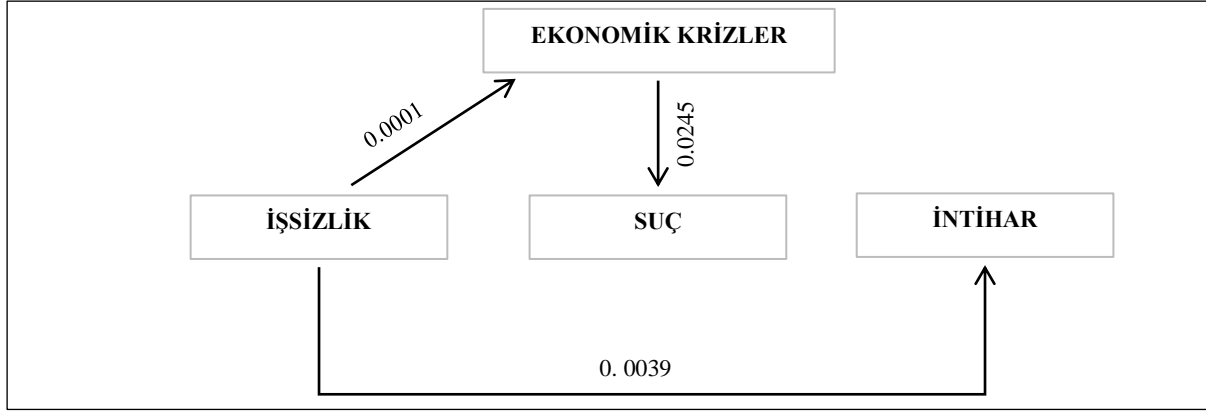 EKONOMİK KRİZLER
0.0001
0.0245
İŞSİZLİK
SUÇ
İNTİHAR
0. 0039